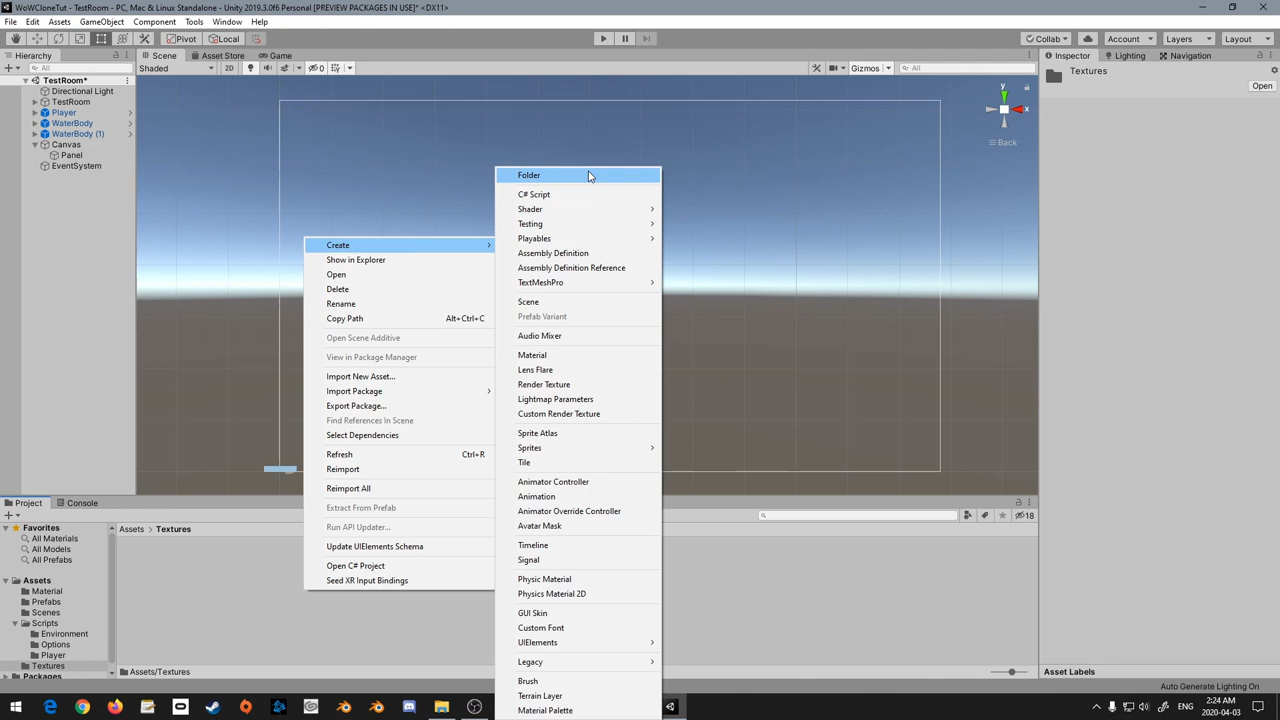 WoWCloneTut - TestRoom - PC, Mac & Linux Standalone - Unity 2019.3.0f6 Personal [PREVIEW PACKAGES IN USE]* <DX11>
File Edit Assets GameObject Component Tools Window Help
Pivot Local Collab Account Layers Layout
Hierarchy Scene Asset Store Game Inspector Lighting Navigation
All Shaded 2D 0 Gizmos All Textures
TestRoom*
Open
Directional Light
TestRoom
Player
WaterBody
WaterBody (1)
Canvas
Panel
EventSystem
y
x
Back
Create
Show in Explorer
Open
Delete
Rename
Copy Path Alt+Ctrl+C
Open Scene Additive
View in Package Manager
Import New Asset...
Import Package
Export Package...
Find References In Scene
Select Dependencies
Refresh Ctrl+R
Reimport
Reimport All
Extract From Prefab
Run API Updater...
Update UIElements Schema
Open C# Project
Seed XR Input Bindings
Folder
C# Script
Shader
Testing
Playables
Assembly Definition
Assembly Definition Reference
TextMeshPro
Scene
Prefab Variant
Audio Mixer
Material
Lens Flare
Render Texture
Lightmap Parameters
Custom Render Texture
Sprite Atlas
Sprites
Tile
Animator Controller
Animation
Animator Override Controller
Avatar Mask
Timeline
Signal
Physic Material
Physics Material 2D
GUI Skin
Custom Font
UIElements
Legacy
Brush
Terrain Layer
Material Palette
Project Console
18
Favorites
All Materials
All Models
All Prefabs
Assets > Textures
Assets
Material
Prefabs
Scenes
Scripts
Environment
Options
Player
Textures
Packages
Assets/Textures
Asset Labels
Auto Generate Lighting On
2:24 AM
2020-04-03